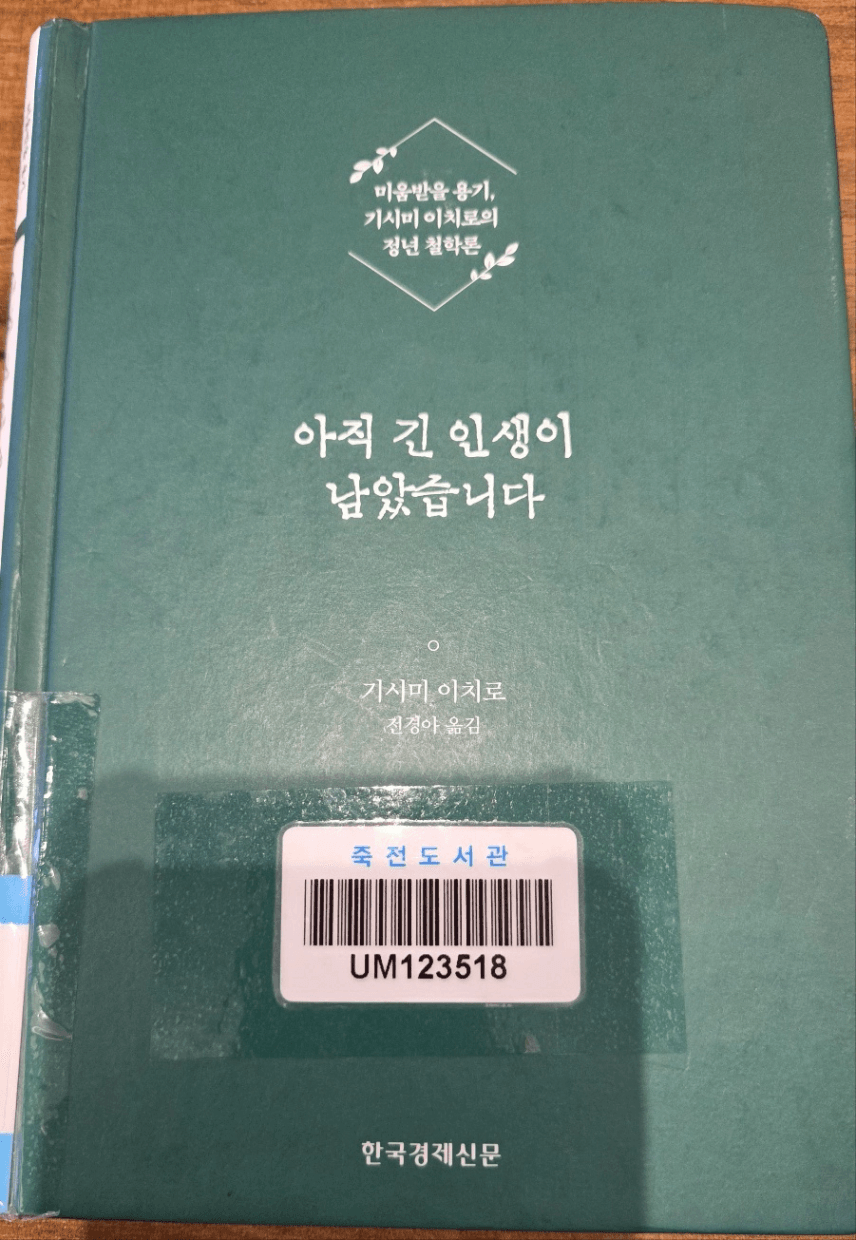 미움받을 용기,
기시미 이치로의
정년 철학론
아직 긴 인생이
남았습니다
기시미 이치로
전경아 옮김
죽전도서관
UM123518
한국경제신문